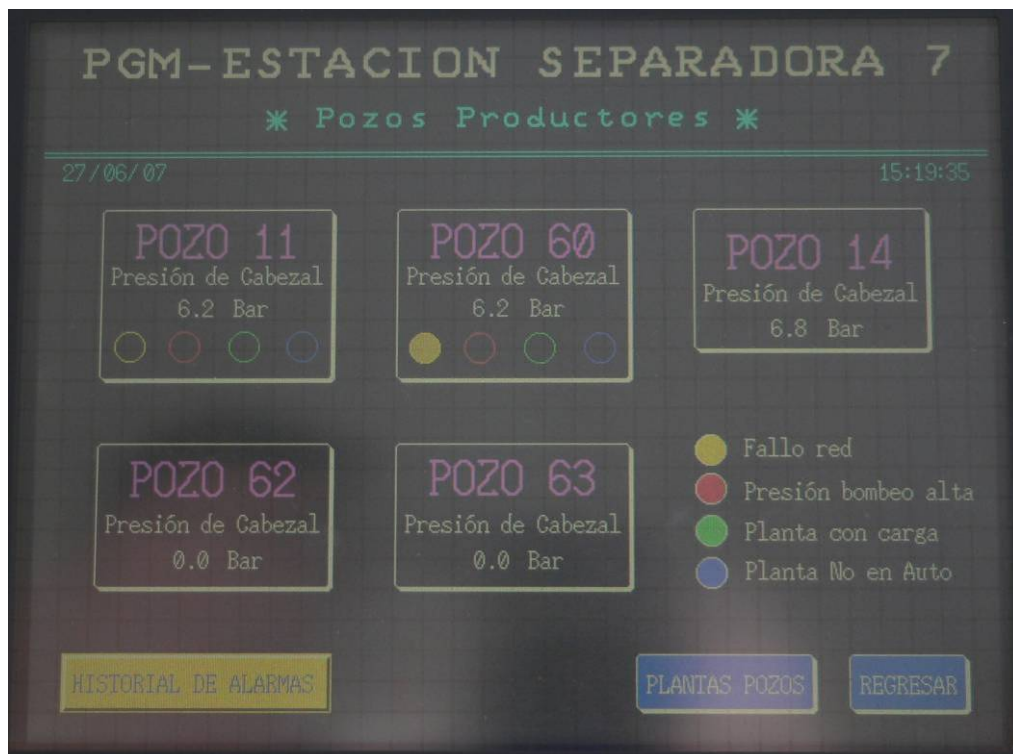 PGM-ESTACION SEPARADORA 7
* Pozos Productores *
27/06/07 15:19:35
POZO 11
Presión de Cabezal
6.2 Bar
POZO 60
Presión de Cabezal
6.2 Bar
POZO 14
Presión de Cabezal
6.8 Bar
POZO 62
Presión de Cabezal
0.0 Bar
POZO 63
Presión de Cabezal
0.0 Bar
Fallo red
Presión bombeo alta
Planta con carga
Planta No en Auto
HISTORIAL DE ALARMAS
PLANTAS POZOS
REGRESAR